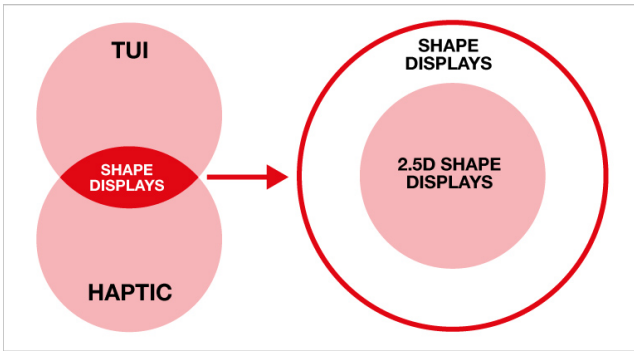 TUI
SHAPE
DISPLAYS
HAPTIC
SHAPE
DISPLAYS
2.5D SHAPE
DISPLAYS